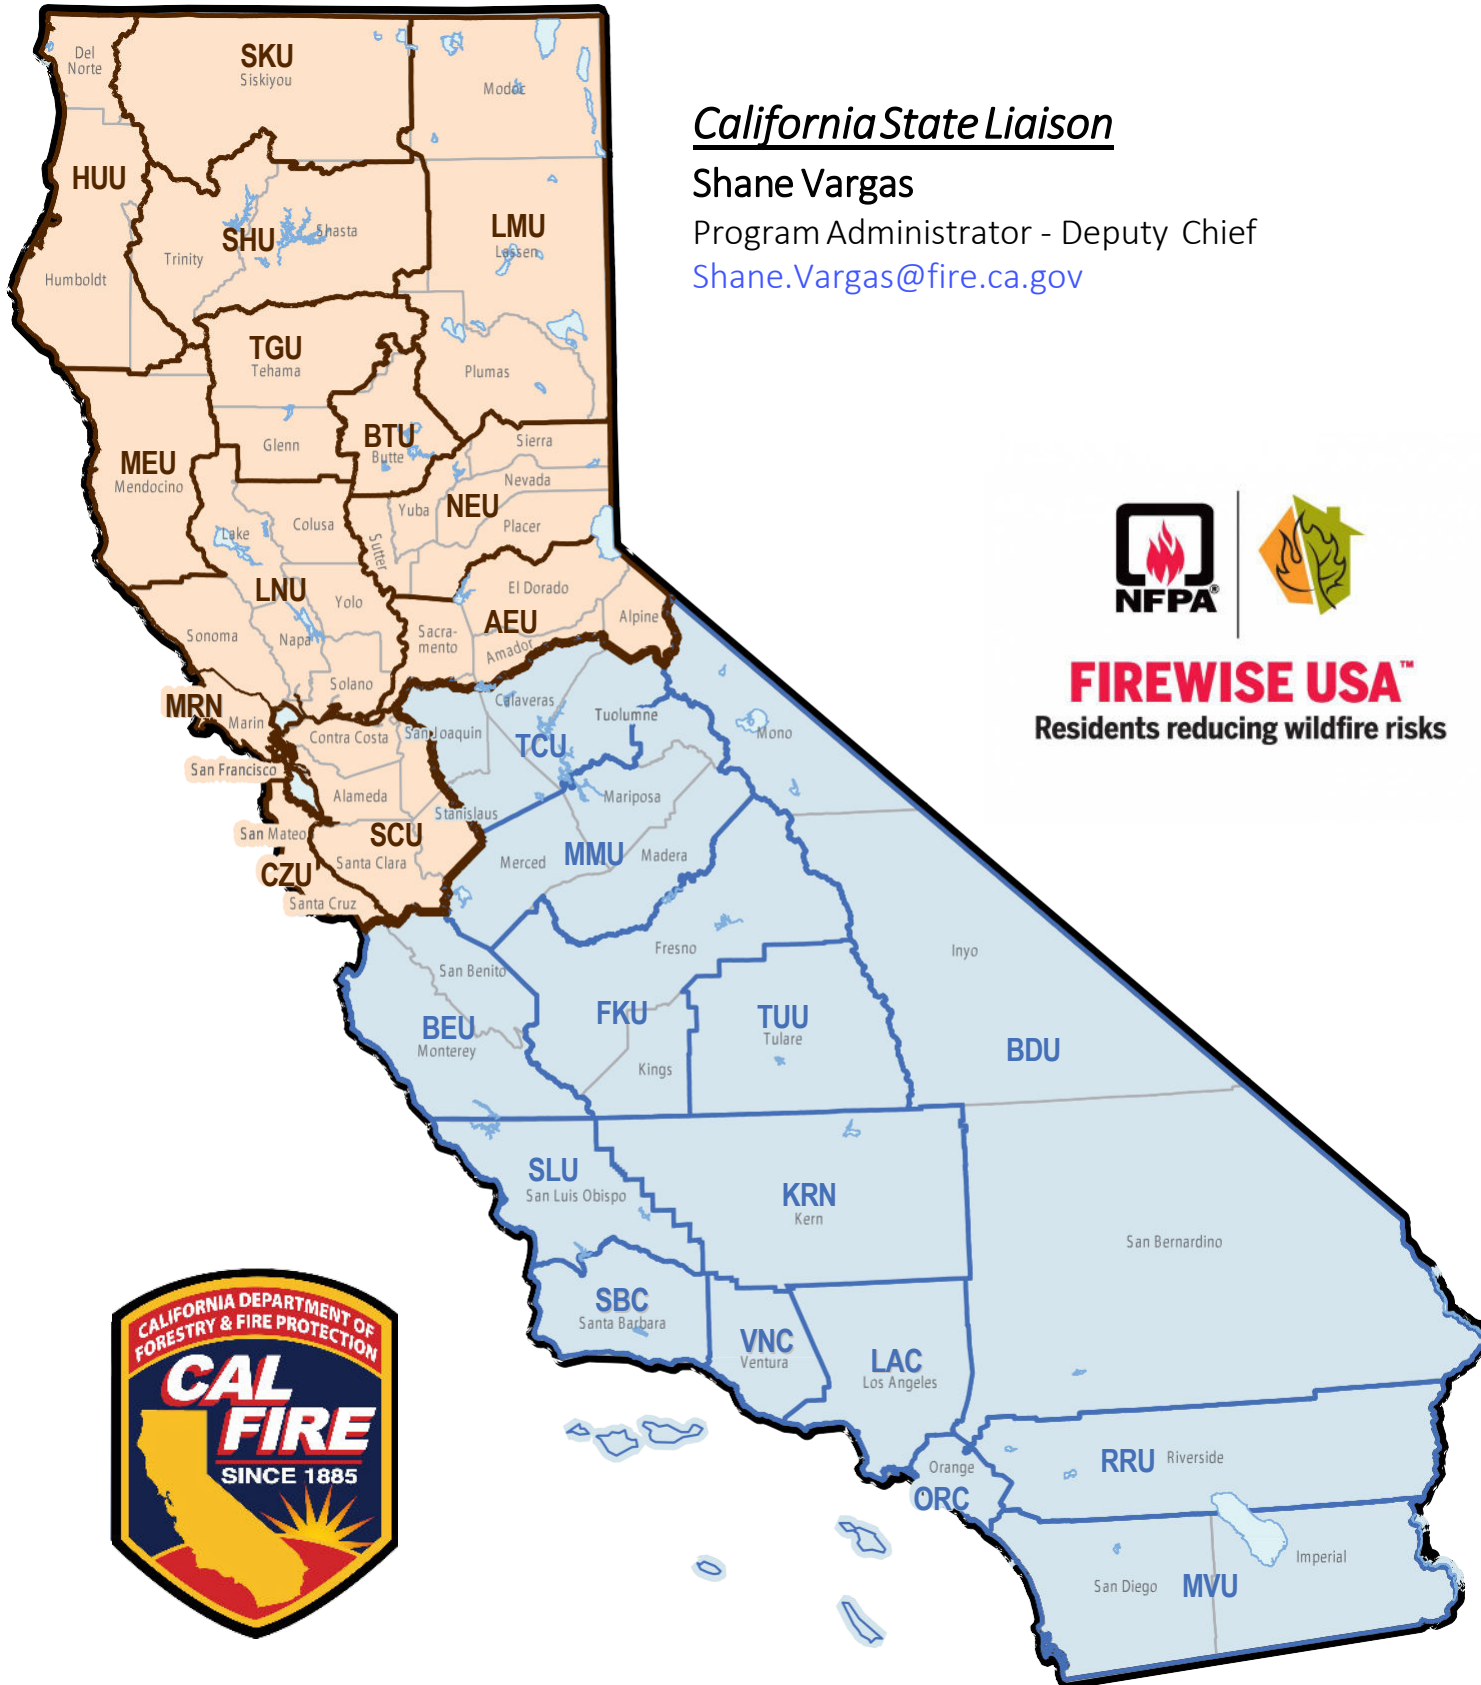 Del
Norte
SKU
Siskiyou
Modoc
California State Liaison
Shane Vargas
Program Administrator - Deputy Chief
Shane.Vargas@fire.ca.gov
HUU
Humboldt
Trinity
SHU
Shasta
LMU
Lassen
TGU
Tehama
Plumas
Glenn
BTU
Butte
MEU
Mendocino
Sierra
Nevada
NEU
Yuba
Placer
Sutter
Lake
Colusa
LNU
Yolo
Sonoma
Napa
Solano
El Dorado
AEU
Sacra-
mento
Amador
Alpine
NFPA®
FIREWISE USA™
Residents reducing wildfire risks
MRN
Marin
Contra Costa
San Francisco
Alameda
San Joaquin
Calaveras
Tuolumne
TCU
Mono
Stanislaus
Mariposa
San Mateo
SCU
Santa Clara
CZU
Santa Cruz
Merced
MMU
Madera
Fresno
Inyo
San Benito
BEU
Monterey
FKU
Kings
TUU
Tulare
BDU
SLU
San Luis Obispo
KRN
Kern
San Bernardino
SBC
Santa Barbara
VNC
Ventura
LAC
Los Angeles
Orange
ORC
RRU
Riverside
San Diego
MVU
Imperial
CALIFORNIA DEPARTMENT OF
FORESTRY & FIRE PROTECTION
CAL
FIRE
SINCE 1885